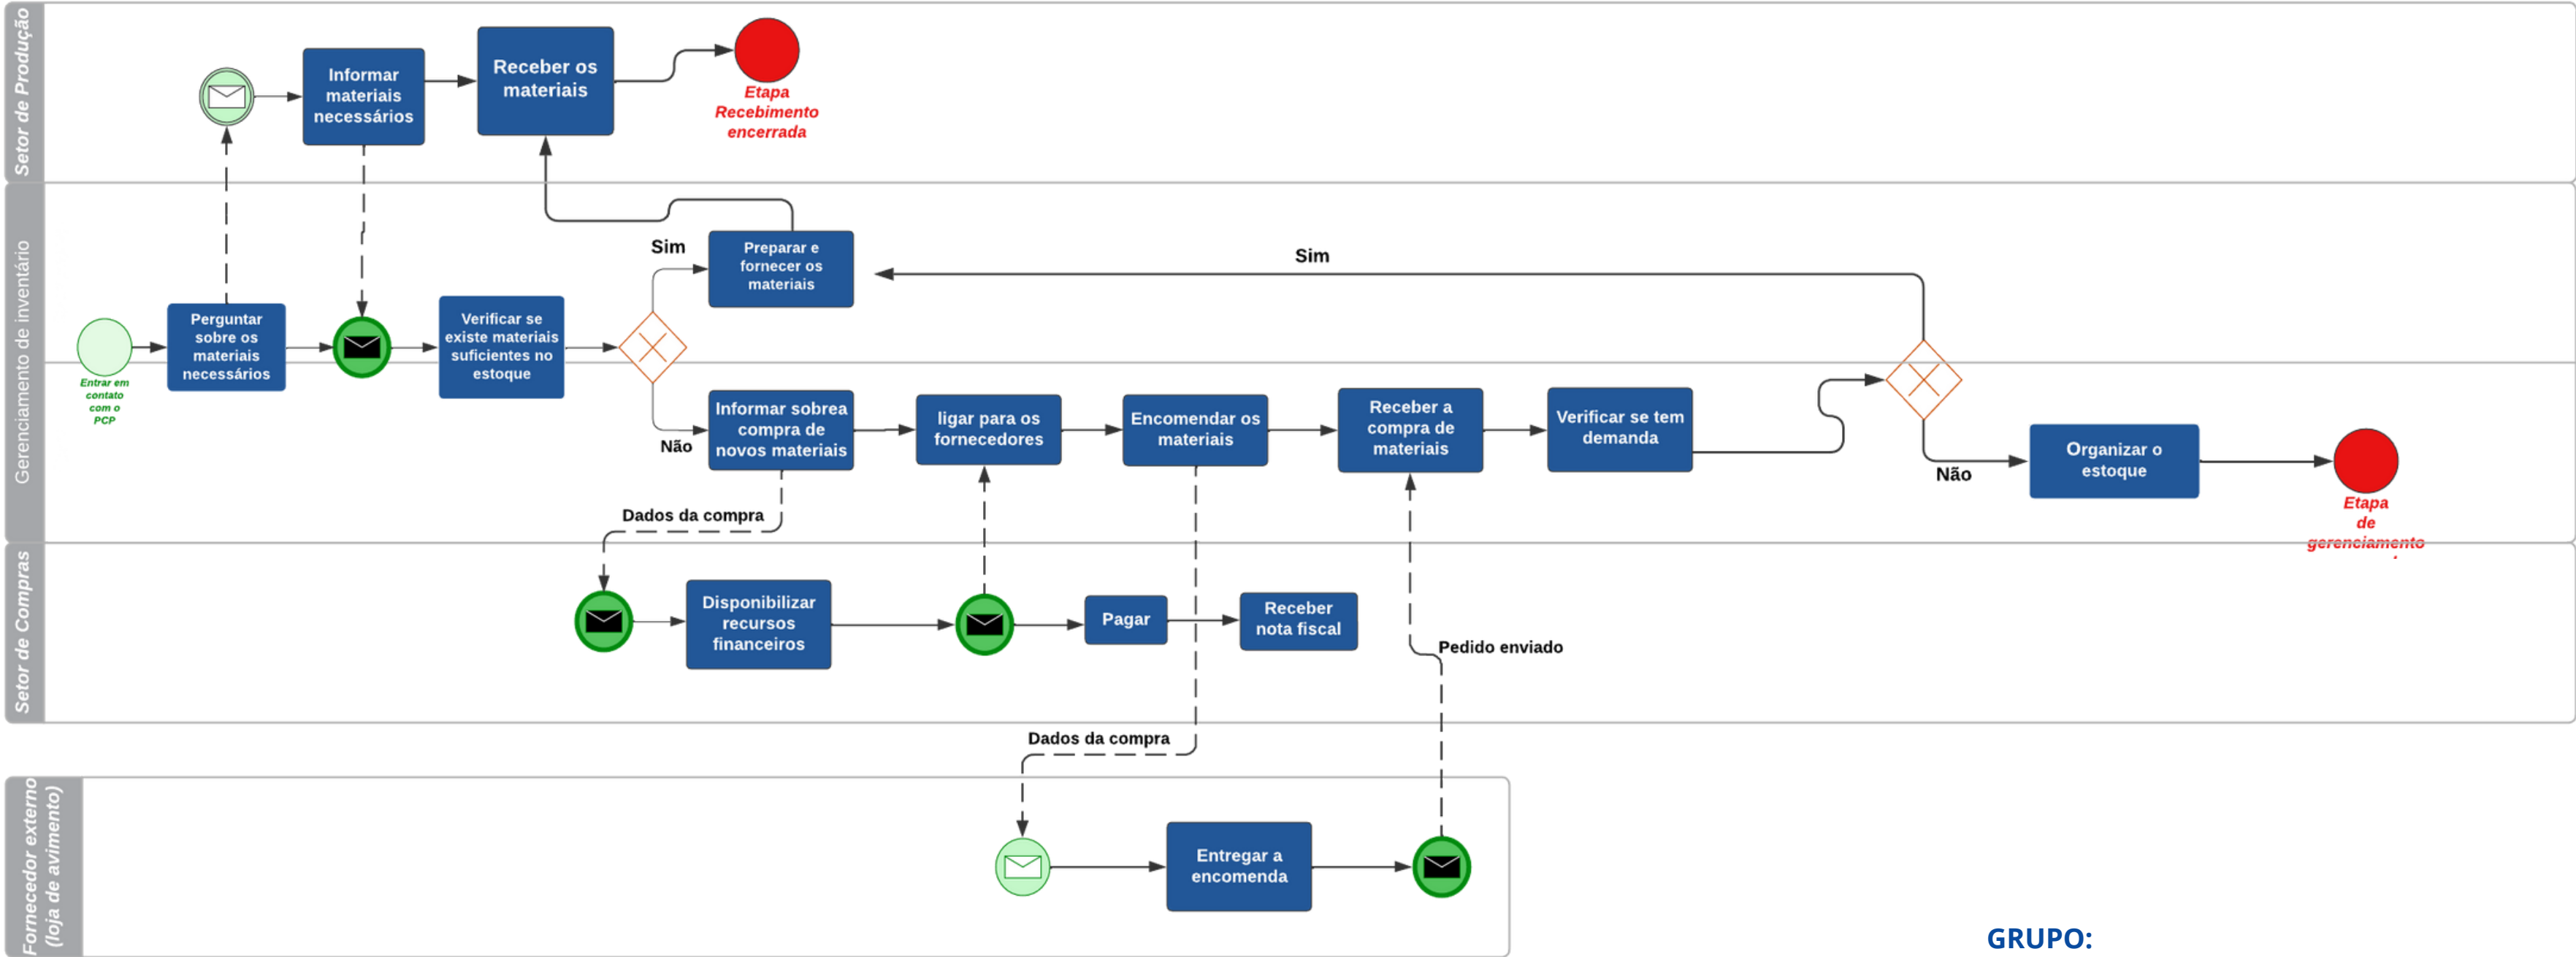 Setor de Produção
Informar
materiais
necessários
Receber os
materiais
Etapa
Recebimento
encerrada
Gerenciamento de inventário
Entrar em
contato
com o
PCP
Perguntar
sobre os
materiais
necessários
Verificar se
existe materiais
suficientes no
estoque
Sim
Preparar e
fornecer os
materiais
Sim
Não
Informar sobrea
compra de
novos materiais
ligar para os
fornecedores
Encomendar os
materiais
Receber a
compra de
materiais
Verificar se tem
demanda
Não
Organizar o
estoque
Etapa
de
gerenciamento
Dados da compra
Setor de Compras
Disponibilizar
recursos
financeiros
Pagar
Receber
nota fiscal
Pedido enviado
Dados da compra
Fornecedor externo
(loja de avimento)
Entregar a
encomenda
GRUPO: